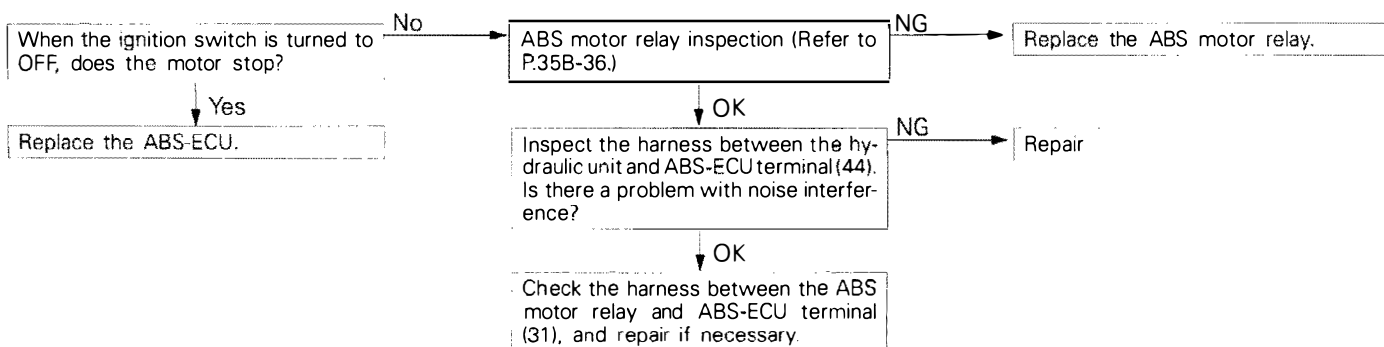 When the ignition switch is turned to
OFF, does the motor stop?
No
ABS motor relay inspection (Refer to
P.35B-36.)
NG
Replace the ABS motor relay.
Yes
Replace the ABS-ECU.
OK
Inspect the harness between the hy-
draulic unit and ABS-ECU terminal (44).
Is there a problem with noise interfer-
ence?
NG
Repair
OK
Check the harness between the ABS
motor relay and ABS-ECU terminal
(31), and repair if necessary.